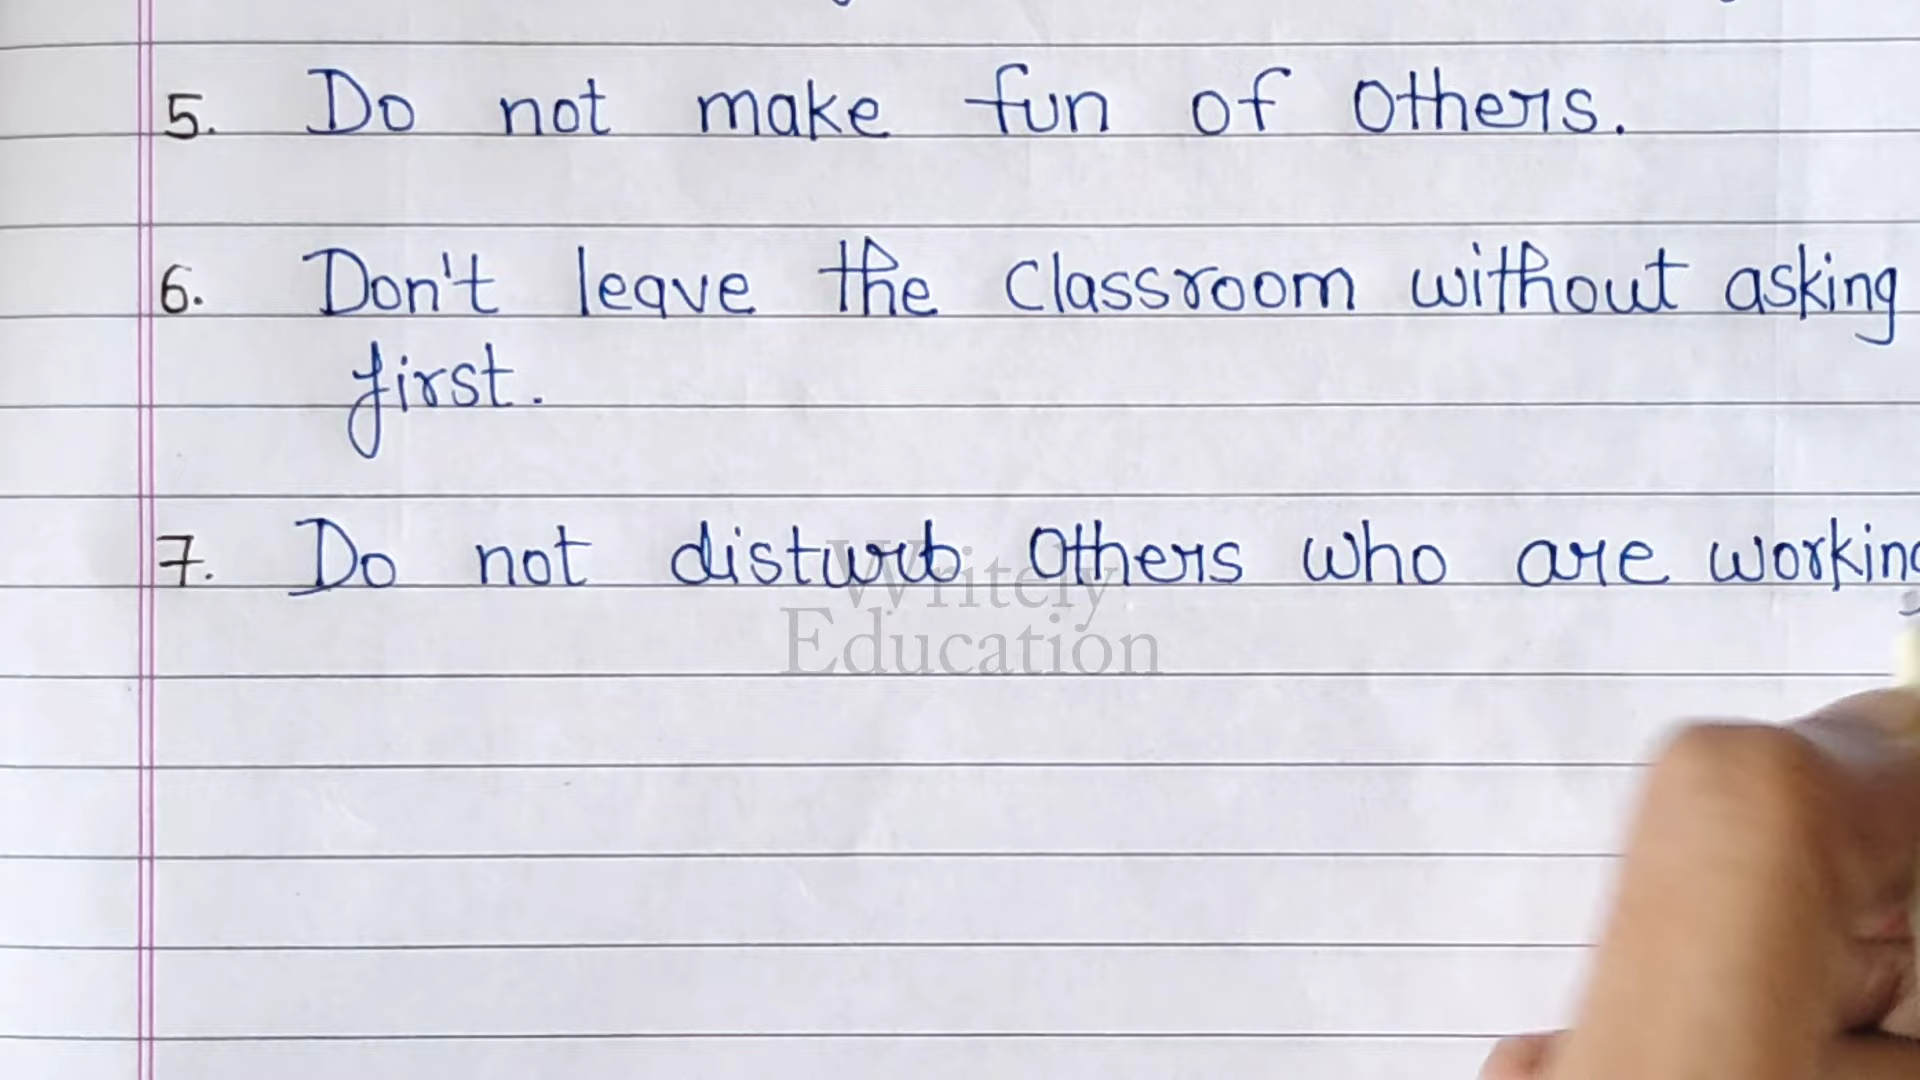 5. Do not make fun of others.
6. Don't leave the classroom without asking
first.
7. Do not disturb others who are working
Writely
Education